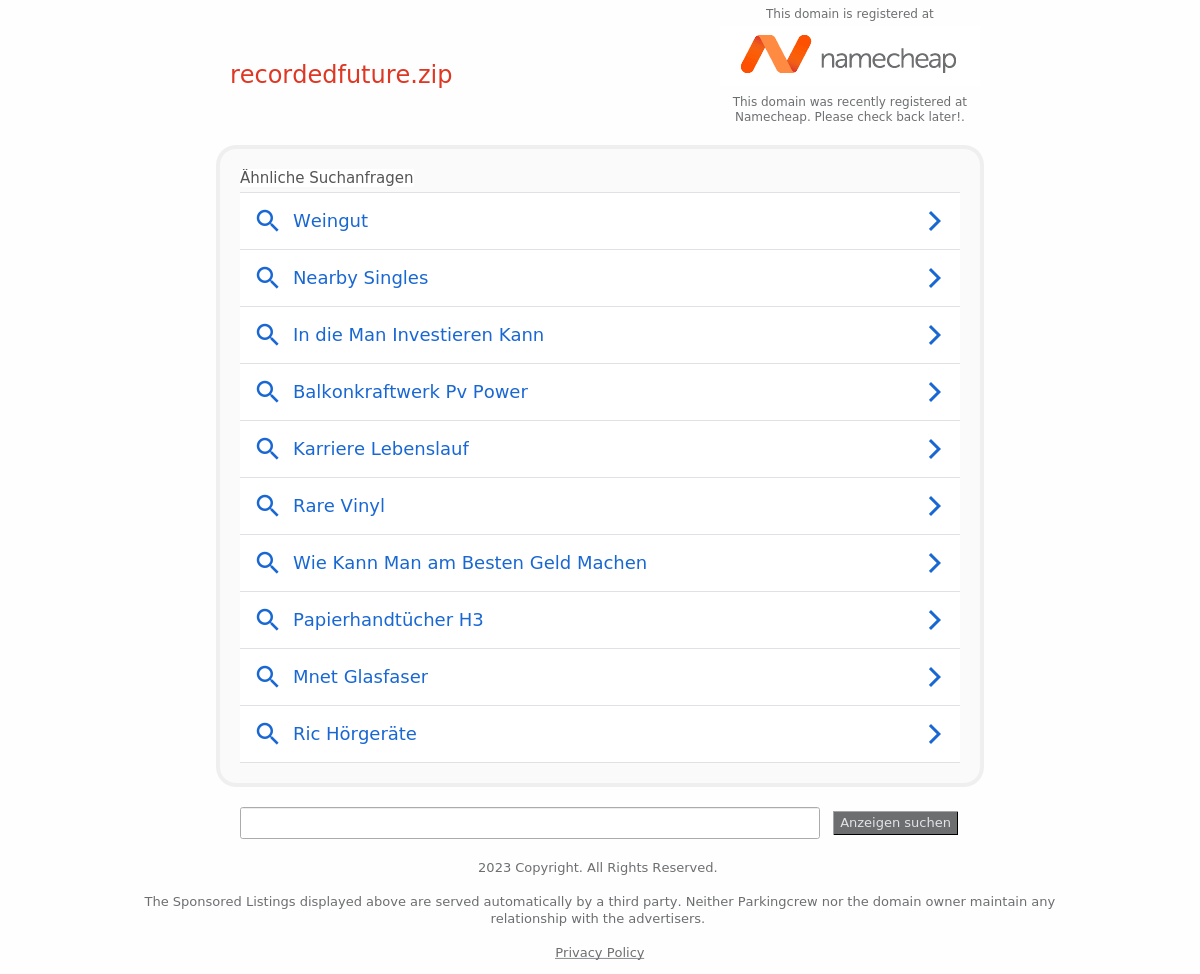 This domain is registered at
namecheap
recordedfuture.zip
This domain was recently registered at
Namecheap. Please check back later!.
Ähnliche Suchanfragen
Weingut
Nearby Singles
In die Man Investieren Kann
Balkonkraftwerk Pv Power
Karriere Lebenslauf
Rare Vinyl
Wie Kann Man am Besten Geld Machen
Papierhandtücher H3
Mnet Glasfaser
Ric Hörgeräte
Anzeigen suchen
2023 Copyright. All Rights Reserved.
The Sponsored Listings displayed above are served automatically by a third party. Neither Parkingcrew nor the domain owner maintain any
relationship with the advertisers.
Privacy Policy